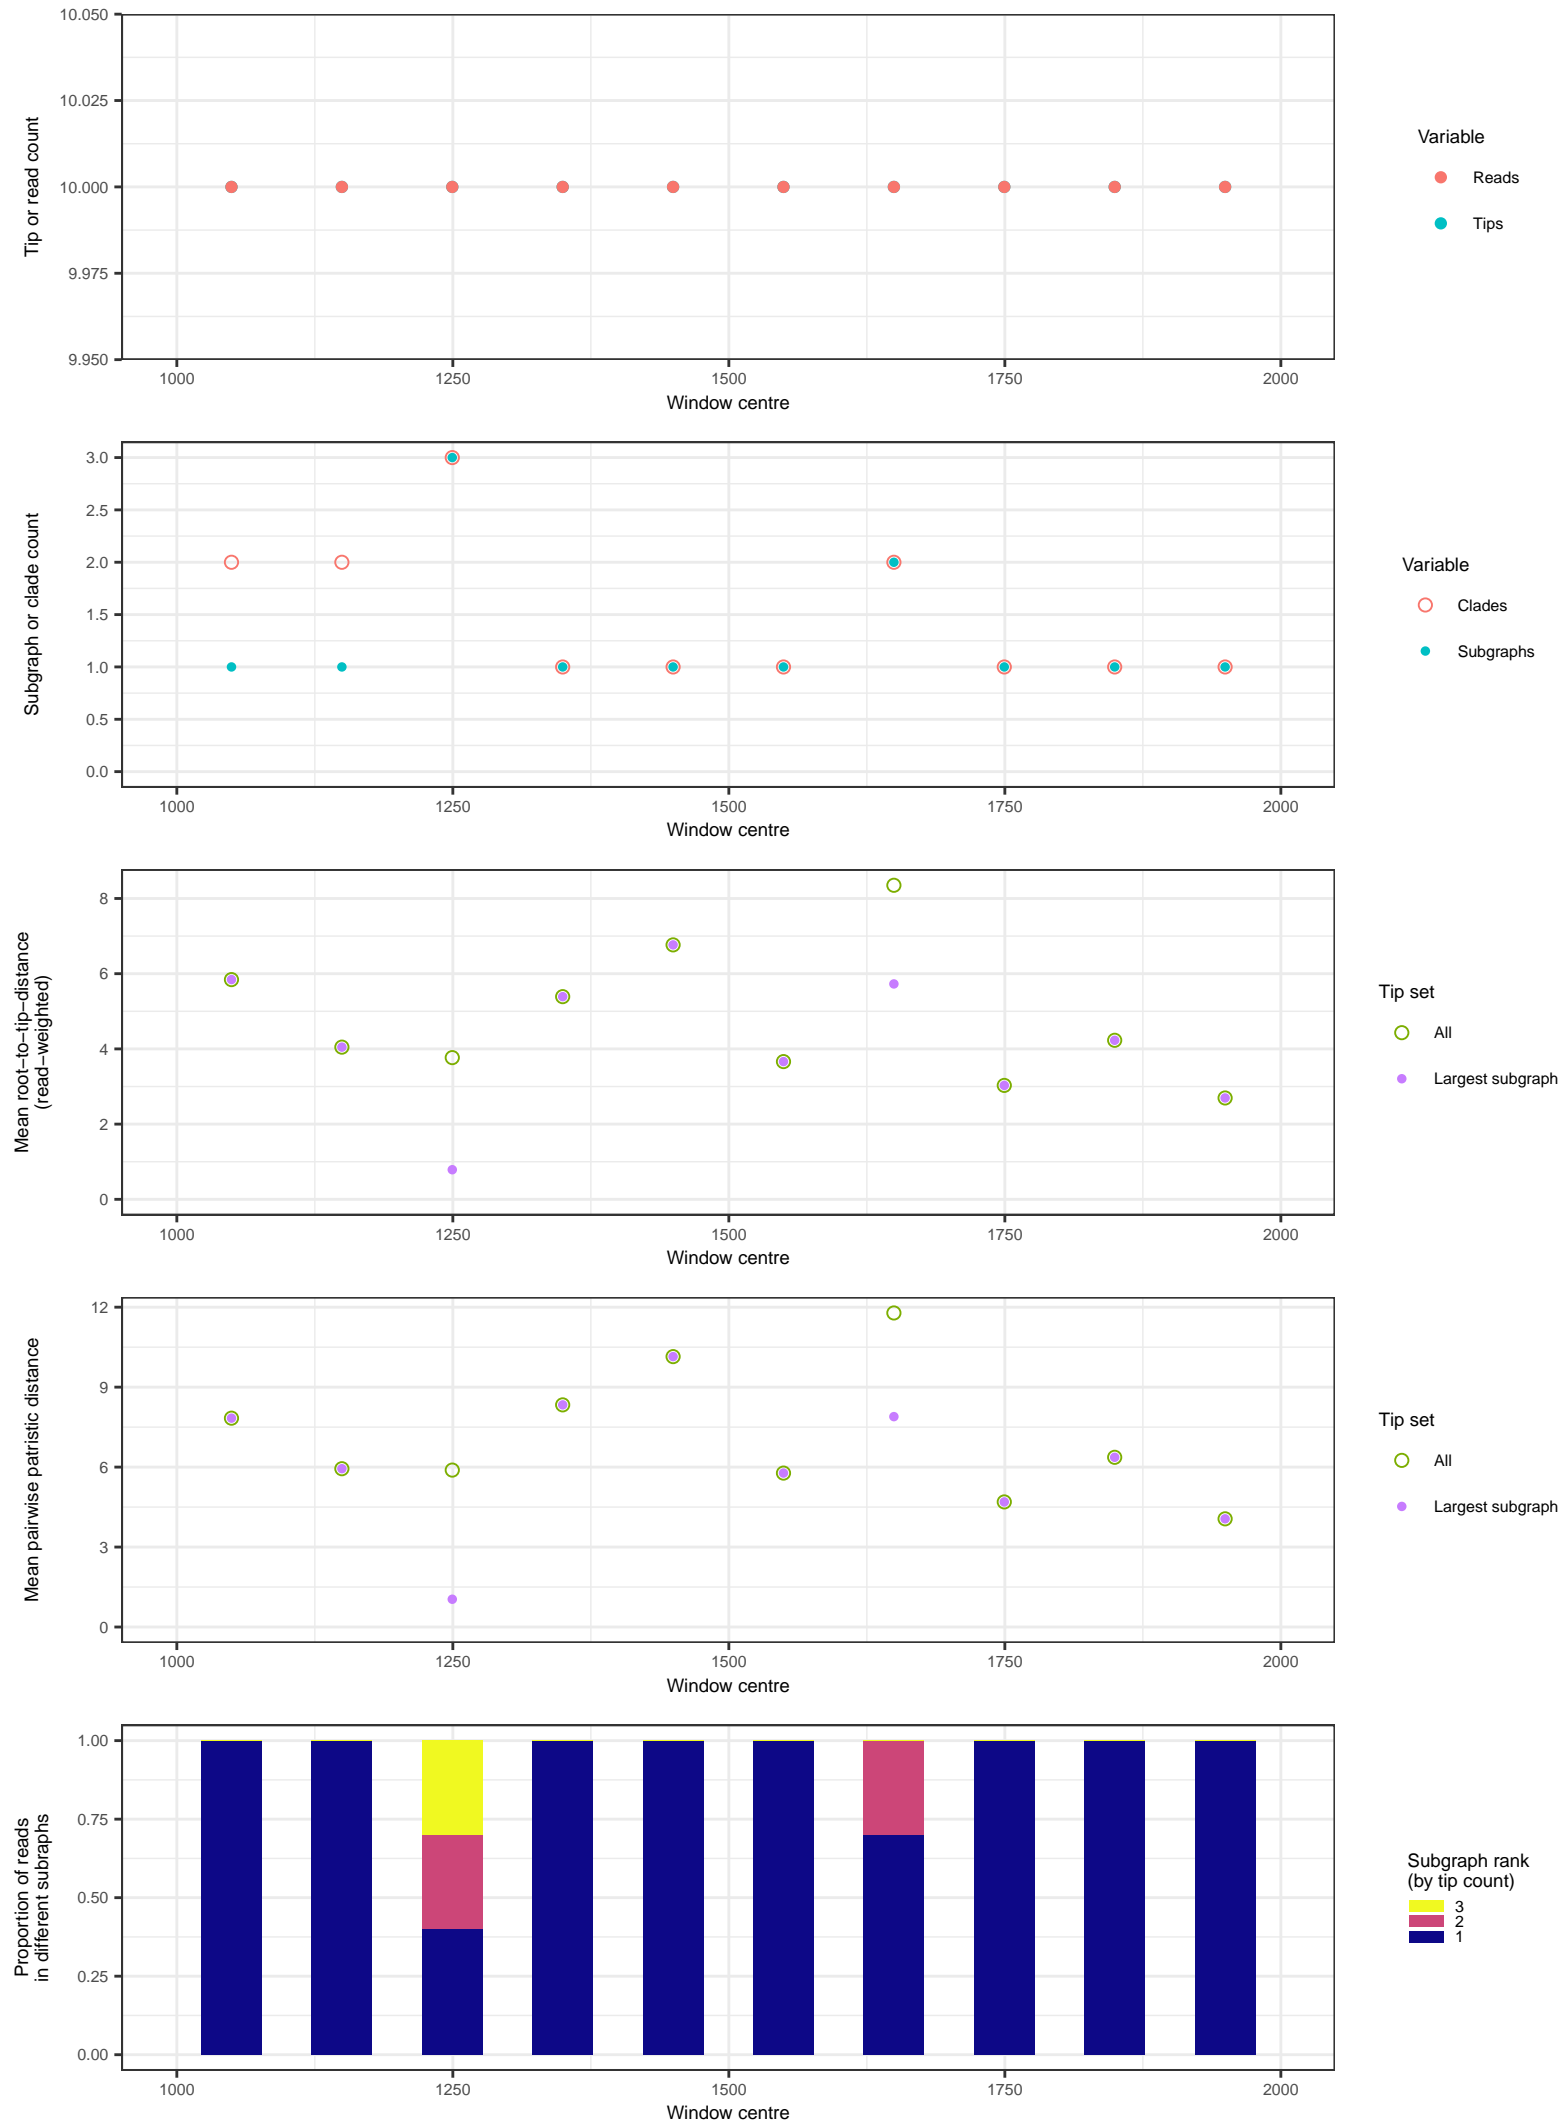 10.050
10.025
10.000
9.975
9.950
Tip or read count
1000 1250 1500 1750 2000
Window centre
Variable
Reads
Tips
3.0
2.5
2.0
1.5
1.0
0.5
0.0
Subgraph or clade count
1000 1250 1500 1750 2000
Window centre
Variable
Clades
Subgraphs
8
6
4
2
0
Mean root−to−tip−distance
(read−weighted)
1000 1250 1500 1750 2000
Window centre
Tip set
All
Largest subgraph
12
9
6
3
0
Mean pairwise patristic distance
1000 1250 1500 1750 2000
Window centre
Tip set
All
Largest subgraph
1.00
0.75
0.50
0.25
0.00
Proportion of reads
in different subraphs
1000 1250 1500 1750 2000
Window centre
Subgraph rank
(by tip count)
3
2
1